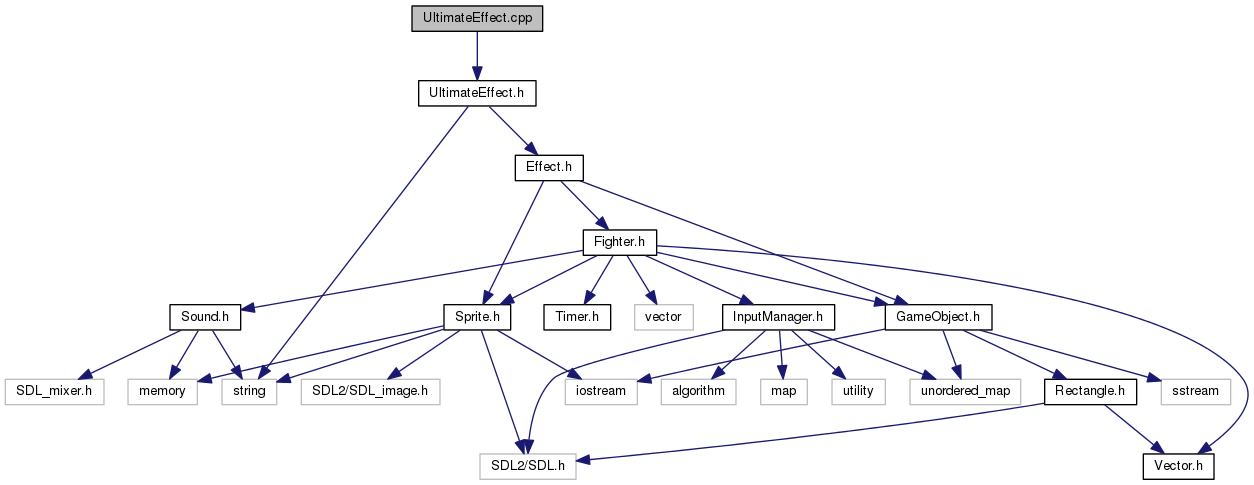 UltimateEffect.cpp
UltimateEffect.h
Effect.h
Fighter.h
Sound.h
Sprite.h
Timer.h
vector
InputManager.h
GameObject.h
SDL_mixer.h
memory
string
SDL2/SDL_image.h
iostream
algorithm
map
utility
unordered_map
Rectangle.h
sstream
SDL2/SDL.h
Vector.h